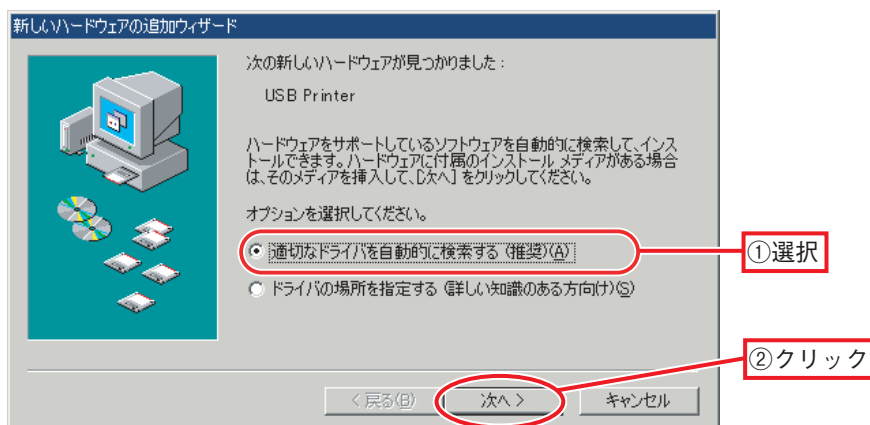 新しいハードウェアの追加ウィザード
次の新しいハードウェアが見つかりました：
USB Printer
ハードウェアをサポートしているソフトウェアを自動的に検索して、インス
トールできます。ハードウェアに付属のインストール メディアがある場合
は、そのメディアを挿入して、[次へ] をクリックしてください。
オプションを選択してください。
適切なドライバを自動的に検索する (推奨)(A)
①選択
ドライバの場所を指定する (詳しい知識のある方向け)(S)
②クリック
< 戻る(B) 次へ > キャンセル